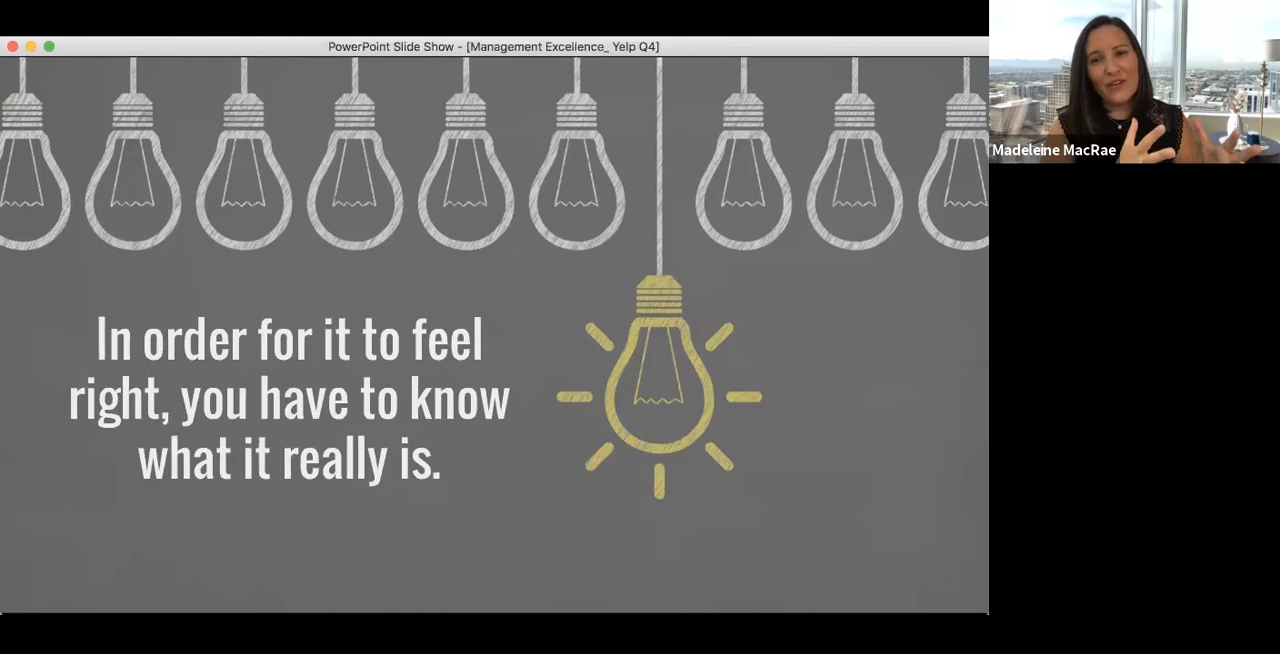 PowerPoint Slide Show - [Management Excellence_ Yelp Q4]
Madeleine MacRae
In order for it to feel
right, you have to know
what it really is.